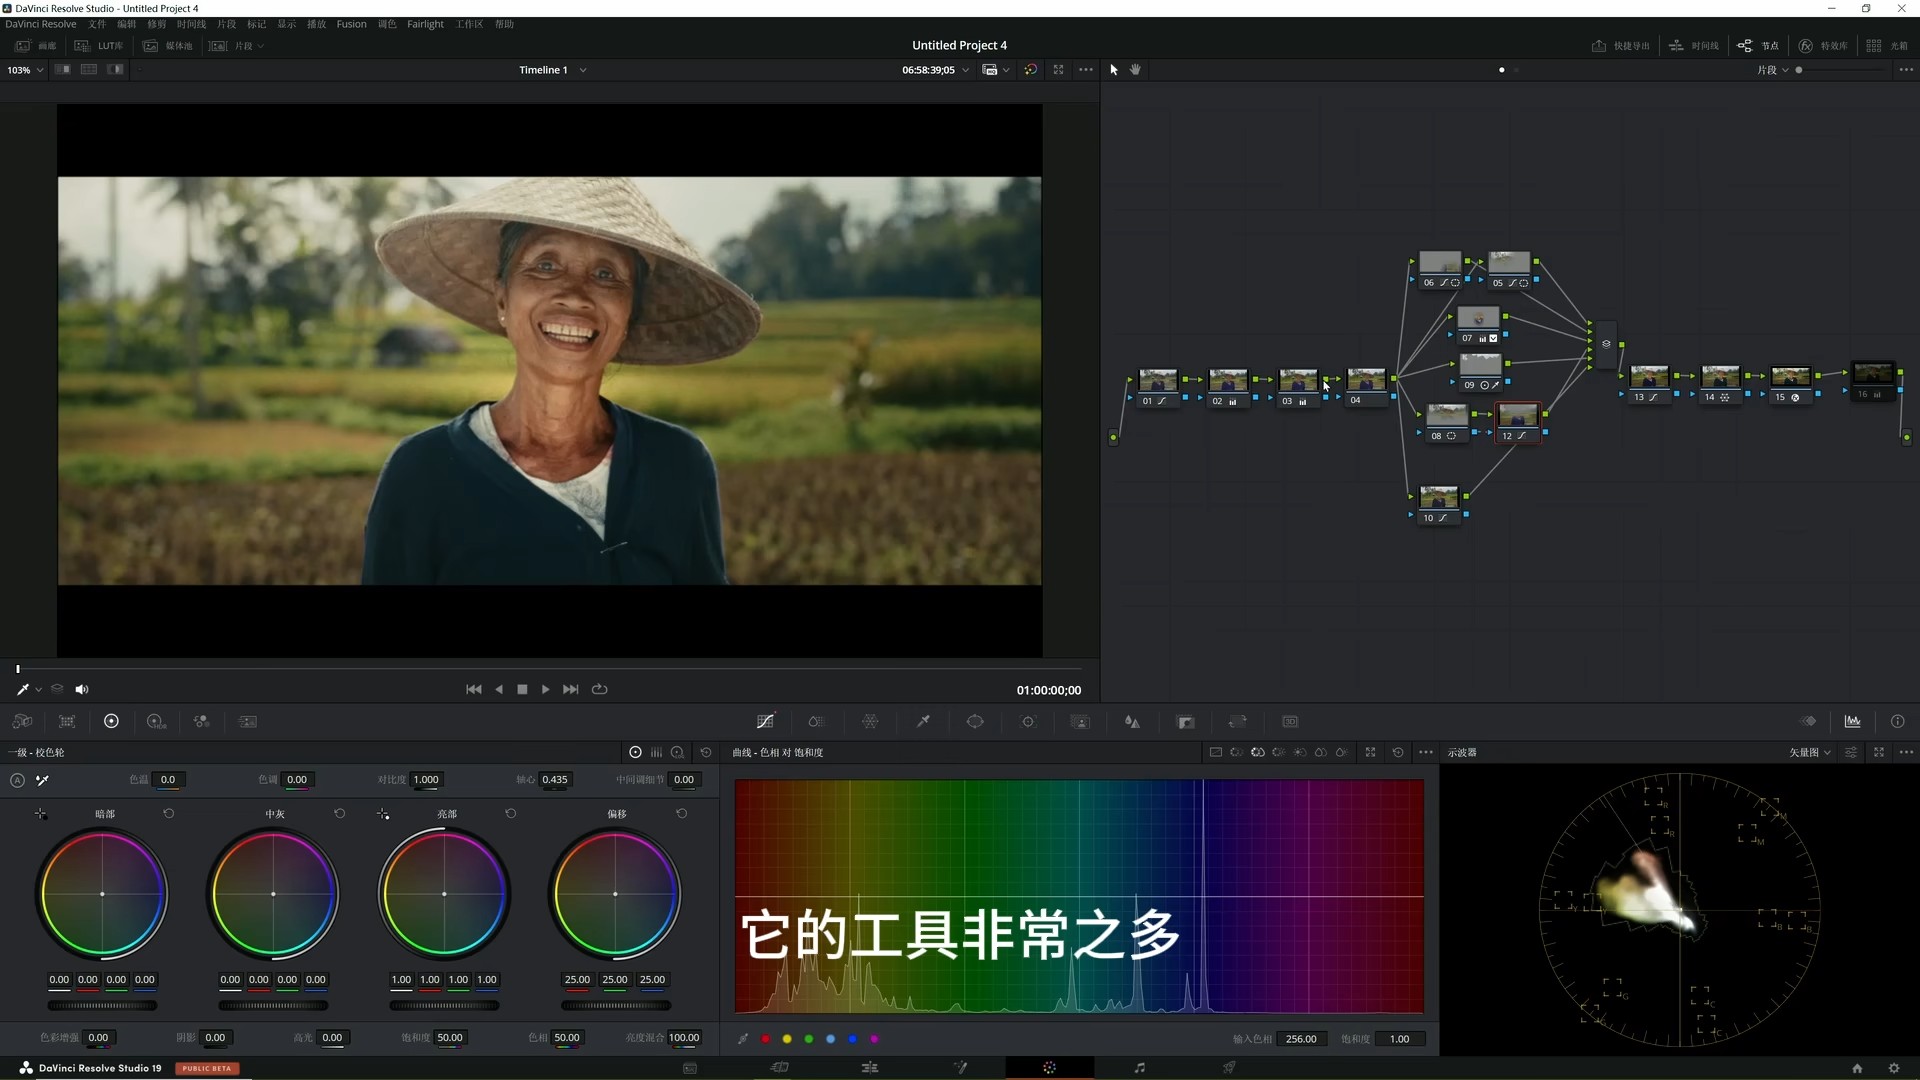 DaVinci Resolve Studio - Untitled Project 4
DaVinci Resolve 文件 编辑 修剪 时间线 片段 标记 显示 播放 Fusion 调色 Fairlight 工作区 帮助
画廊 LUT库 媒体池 片段 Untitled Project 4 快捷导出 时间线 节点 特效库 光箱
103% Timeline 1 06:58:39;05 片段
06 05
07
09
01 02 03 04 13 14 15 16
08 12
10
01:00:00;00
一级 - 校色轮 曲线 - 色相 对 饱和度 示波器 矢量图
色温 0.0 色调 0.00 对比度 1.000 轴心 0.435 中间调细节 0.00
暗部 中灰 亮部 偏移
它的工具非常之多
0.00 0.00 0.00 0.00 0.00 0.00 0.00 0.00 1.00 1.00 1.00 1.00 25.00 25.00 25.00
色彩增强 0.00 阴影 0.00 高光 0.00 饱和度 50.00 色相 50.00 亮度混合 100.00 输入色相 256.00 饱和度 1.00
DaVinci Resolve Studio 19 PUBLIC BETA